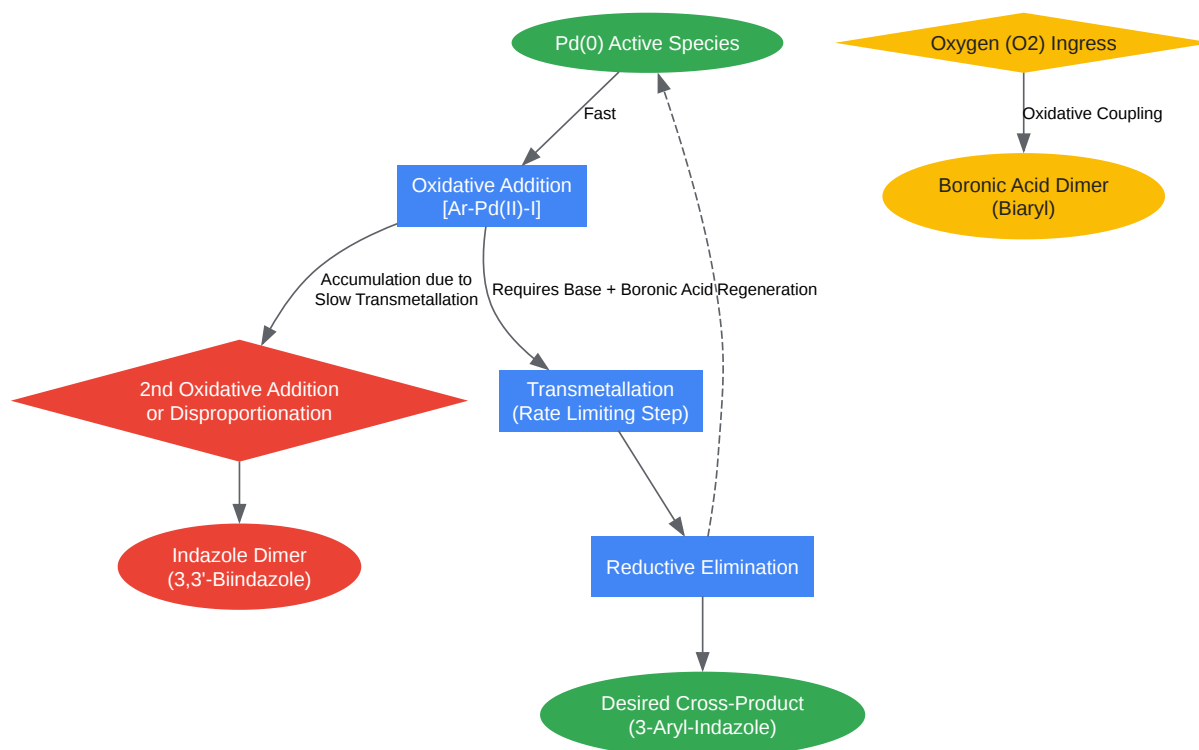 Pd(0) Active Species
Oxygen (O2) Ingress
Fast
Oxidative Coupling
Oxidative Addition
[Ar-Pd(II)-I]
Boronic Acid Dimer
(Biaryl)
Accumulation due to
Slow Transmetallation
Requires Base + Boronic Acid
Regeneration
2nd Oxidative Addition
or Disproportionation
Transmetallation
(Rate Limiting Step)
Indazole Dimer
(3,3'-Biindazole)
Reductive Elimination
Desired Cross-Product
(3-Aryl-Indazole)